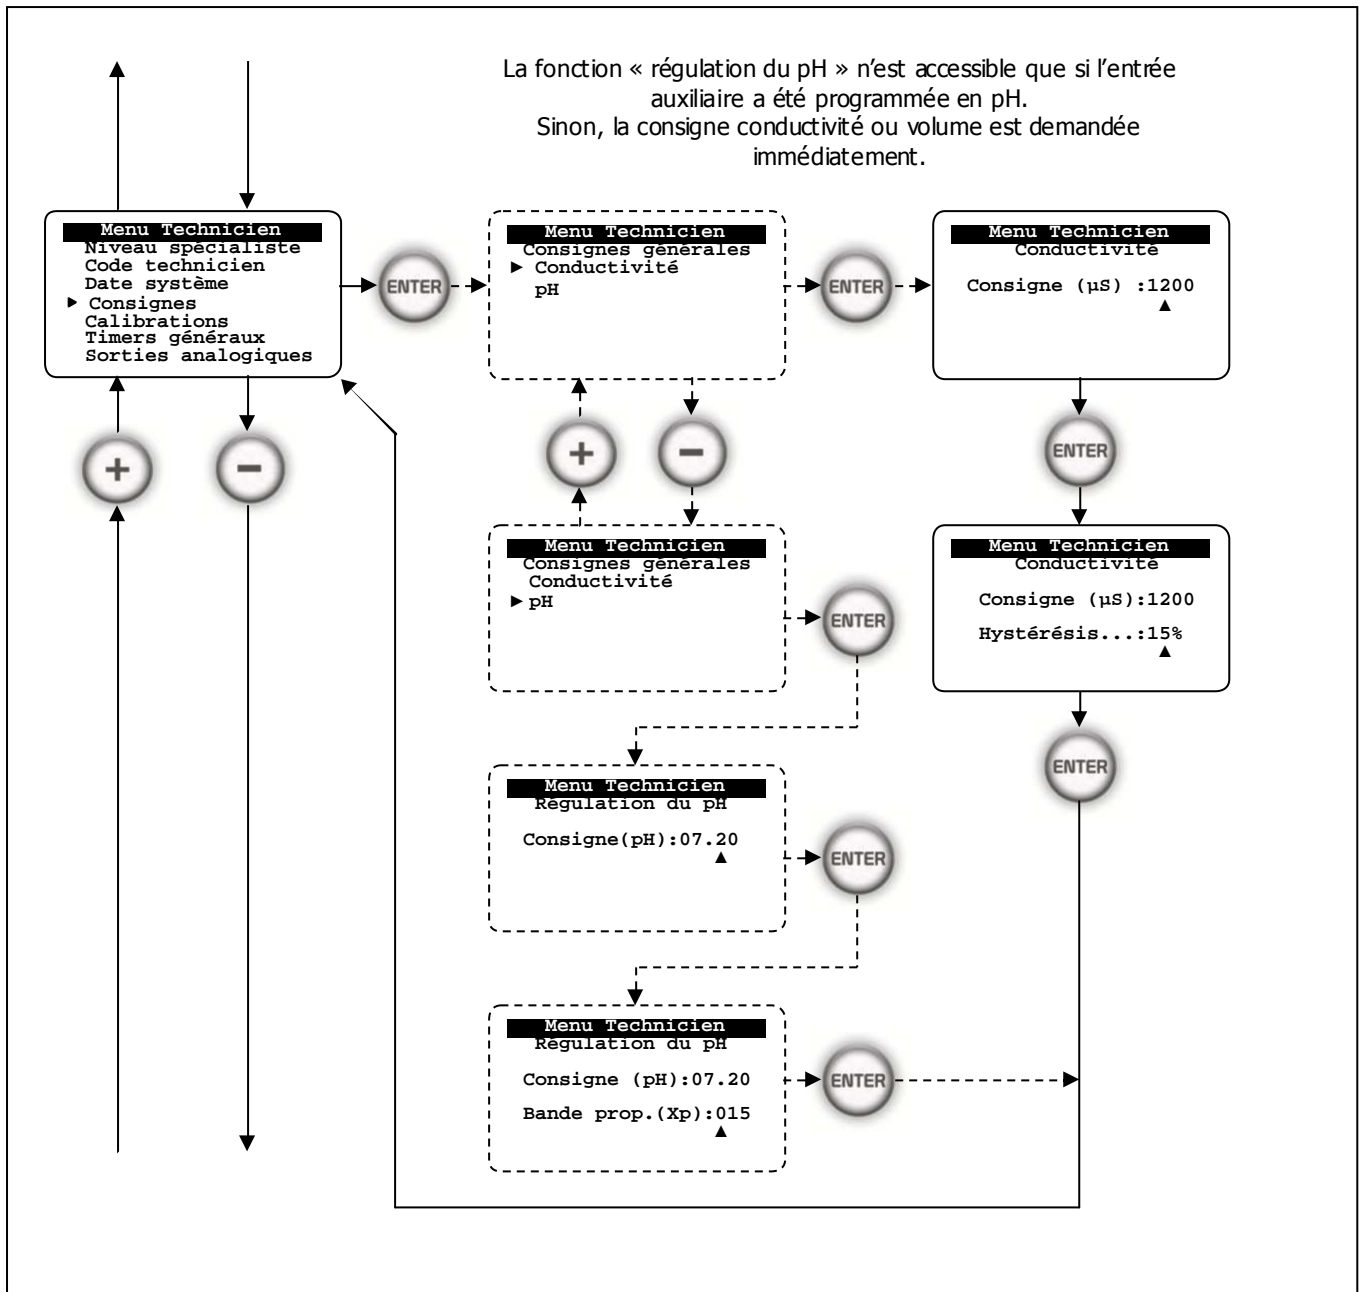 La fonction « régulation du pH » n'est accessible que si l'entrée
auxiliaire a été programmée en pH.
Sinon, la consigne conductivité ou volume est demandée
immédiatement.
Menu Technicien
Niveau spécialiste
Code technicien
Date système
► Consignes
Calibrations
Timers généraux
Sorties analogiques
ENTER
Menu Technicien
Consignes générales
► Conductivité
pH
ENTER
Menu Technicien
Conductivité
Consigne (µS) :1200
▲
+
-
+
-
ENTER
Menu Technicien
Consignes générales
Conductivité
► pH
ENTER
Menu Technicien
Conductivité
Consigne (µS):1200
Hystérésis...:15%
▲
ENTER
Menu Technicien
Régulation du pH
Consigne(pH):07.20
▲
ENTER
Menu Technicien
Régulation du pH
Consigne (pH):07.20
Bande prop.(Xp):015
▲
ENTER